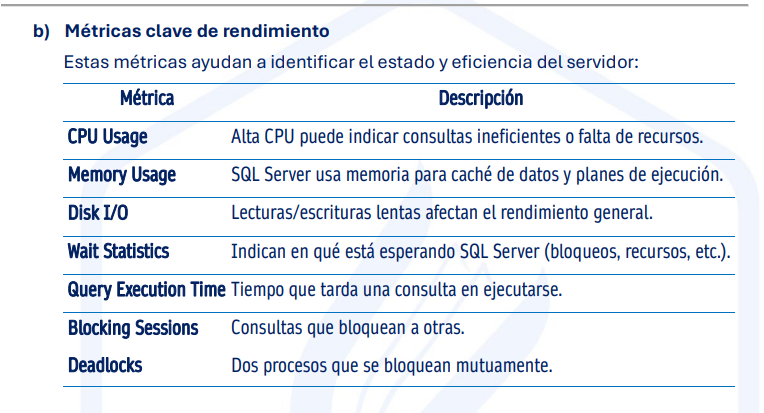 b) Métricas clave de rendimiento
Estas métricas ayudan a identificar el estado y eficiencia del servidor:
Métrica Descripción
CPU Usage Alta CPU puede indicar consultas ineficientes o falta de recursos.
Memory Usage SQL Server usa memoria para caché de datos y planes de ejecución.
Disk I/O Lecturas/escrituras lentas afectan el rendimiento general.
Wait Statistics Indican en qué está esperando SQL Server (bloqueos, recursos, etc.).
Query Execution Time Tiempo que tarda una consulta en ejecutarse.
Blocking Sessions Consultas que bloquean a otras.
Deadlocks Dos procesos que se bloquean mutuamente.